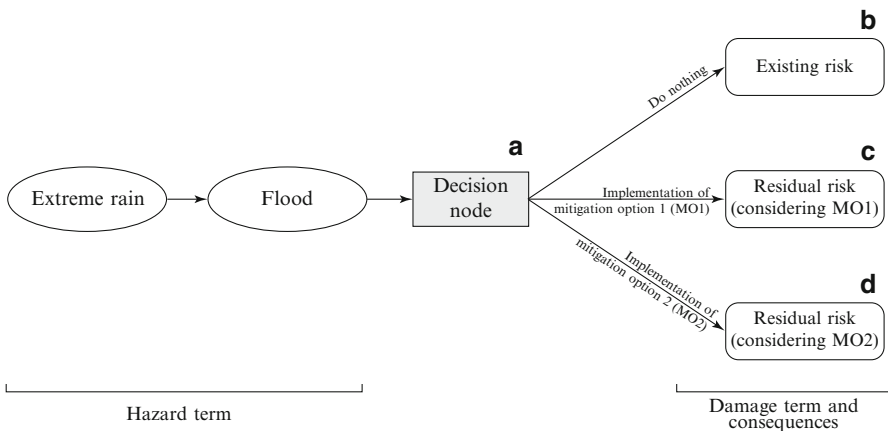 b
Existing risk
Do nothing
a
c
Extreme rain
Flood
Decision
node
Implementation of
mitigation option 1 (MO1)
Residual risk
(considering MO1)
Implementation of
mitigation option 2 (MO2)
d
Residual risk
(considering MO2)
Hazard term
Damage term and
consequences